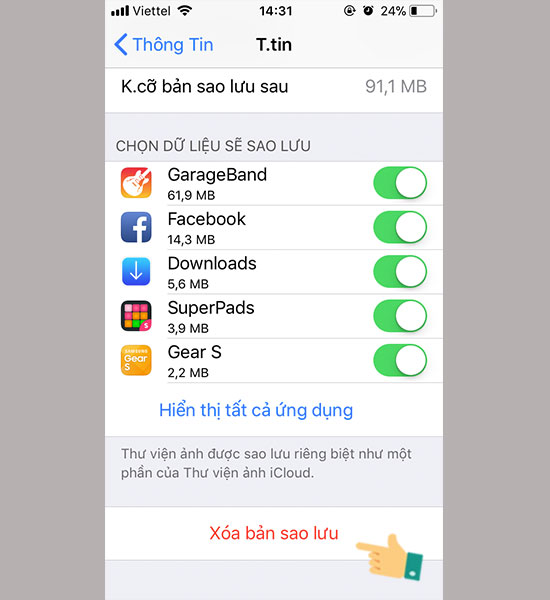 Viettel 14:31 24%
Thông Tin T.tin
K.cỡ bản sao lưu sau 91,1 MB
CHỌN DỮ LIỆU SẼ SAO LƯU
GarageBand
61,9 MB
Facebook
14,3 MB
Downloads
5,6 MB
SuperPads
3,9 MB
SAMSUNG
Gear
S
Gear S
2,2 MB
Hiển thị tất cả ứng dụng
Thư viện ảnh được sao lưu riêng biệt như một
phần của Thư viện ảnh iCloud.
Xóa bản sao lưu